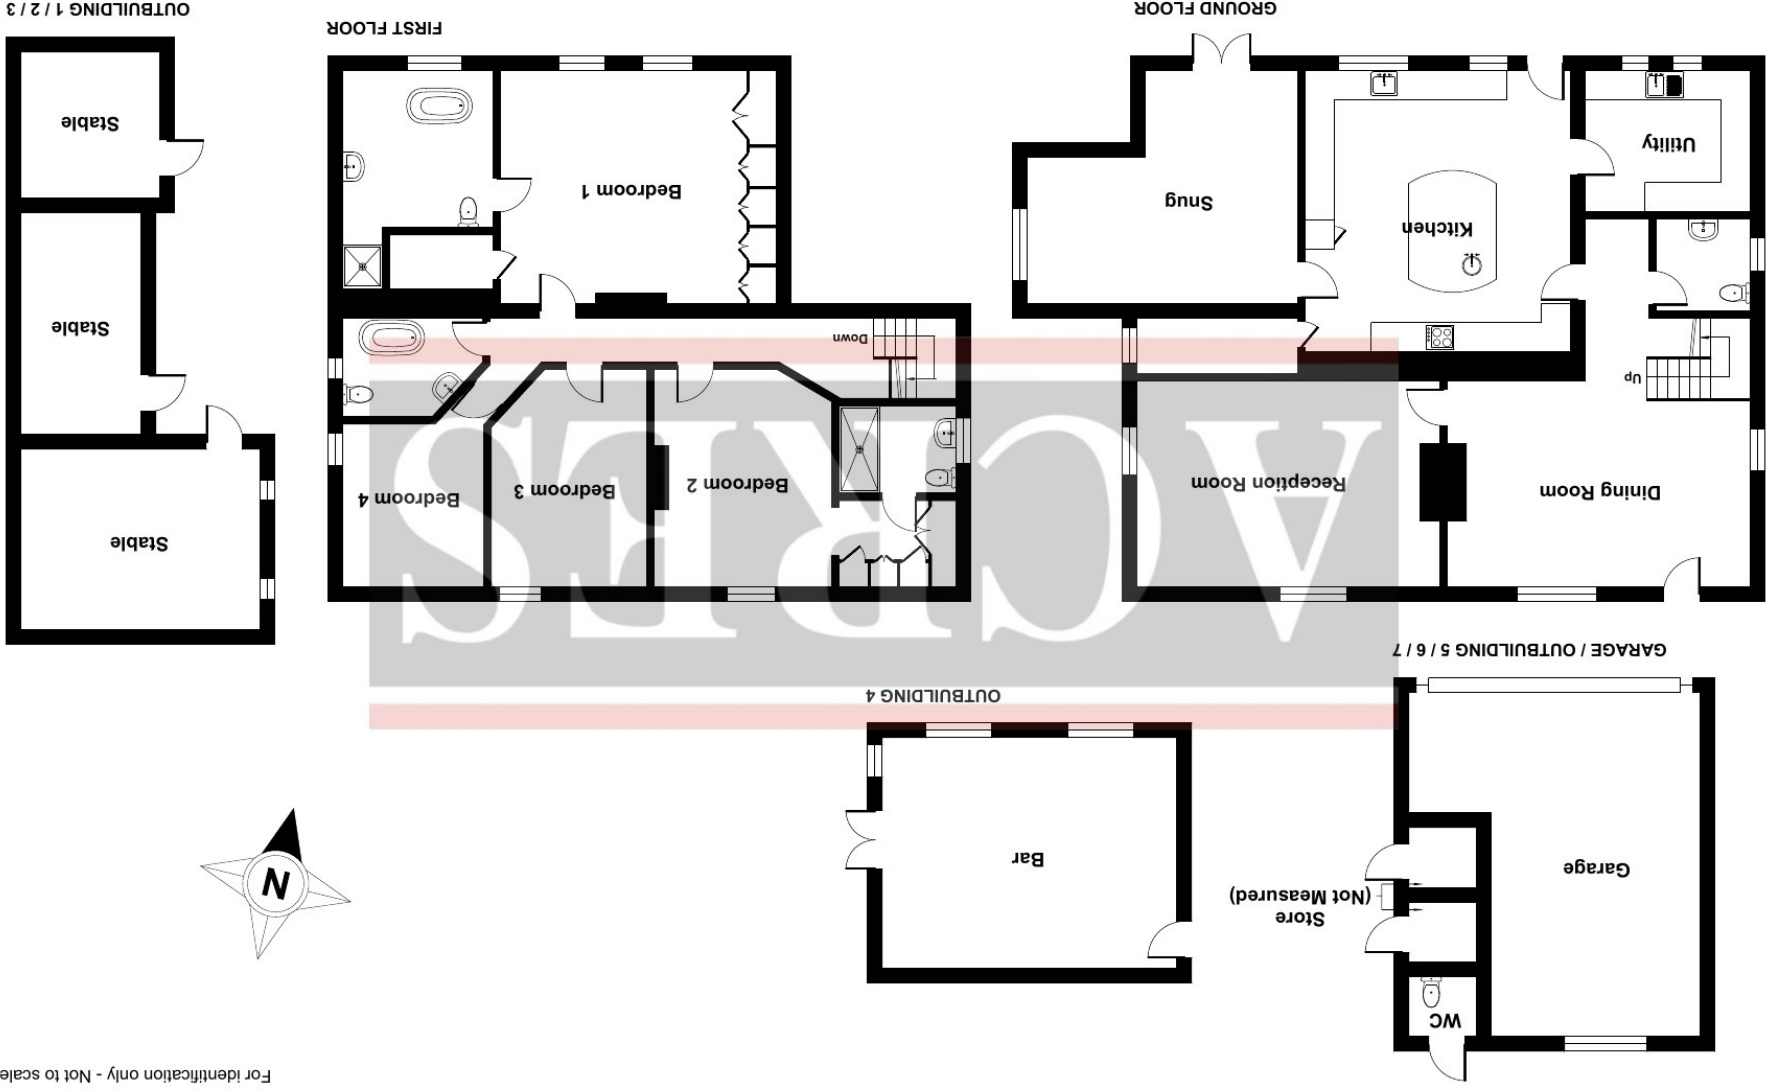 For identification only - Not to scale
WC
Garage
Store
(Not Measured)
Bar
N
GARAGE / OUTBUILDING 5 / 6 / 7
OUTBUILDING 4
Dining Room
Reception Room
Up
Kitchen
Utility
Snug
GROUND FLOOR
Bedroom 2
Bedroom 3
Bedroom 4
Down
Bedroom 1
FIRST FLOOR
Stable
Stable
Stable
OUTBUILDING 1 / 2 / 3
ACRES